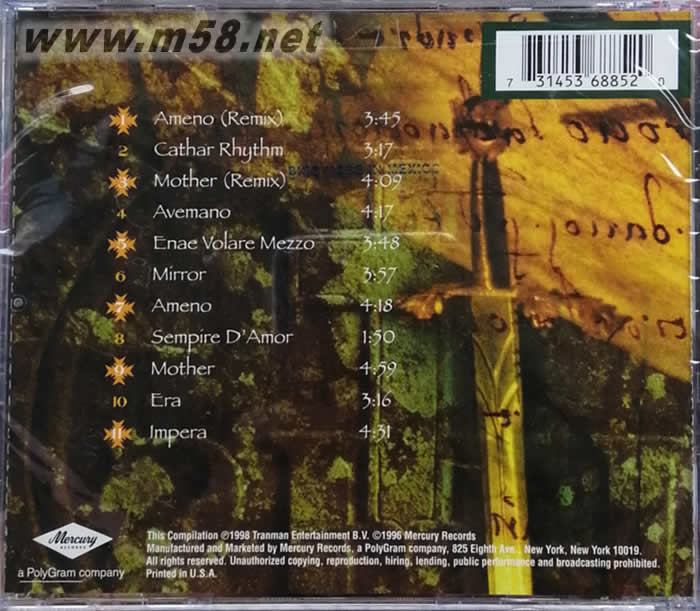 www.m58.net
7 31453 68852 0
1 Ameno (Remix) 3:45
2 Cathar Rhythm 3:17
3 Mother (Remix) 4:09
4 Avemano 4:17
5 Enae Volare Mezzo 3:48
6 Mirror 3:57
7 Ameno 4:18
8 Sempire D'Amor 1:50
9 Mother 4:59
10 Era 3:16
11 Impera 4:31
Mercury
RECORDS
a PolyGram company
This Compilation ℗1998 Tranman Entertainment B.V. ©1996 Mercury Records
Manufactured and Marketed by Mercury Records, a PolyGram company, 825 Eighth Ave., New York, New York 10019.
All rights reserved. Unauthorized copying, reproduction, hiring, lending, public performance and broadcasting prohibited.
Printed in U.S.A.